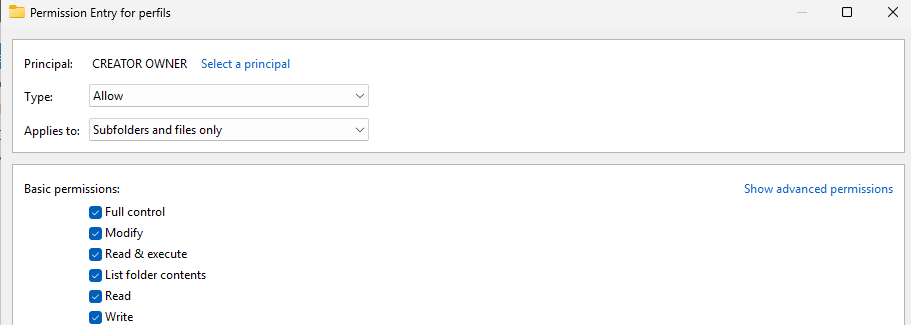 Permission Entry for perfils
Principal: CREATOR OWNER Select a principal
Type: Allow
Applies to: Subfolders and files only
Basic permissions: Show advanced permissions
Full control
Modify
Read & execute
List folder contents
Read
Write